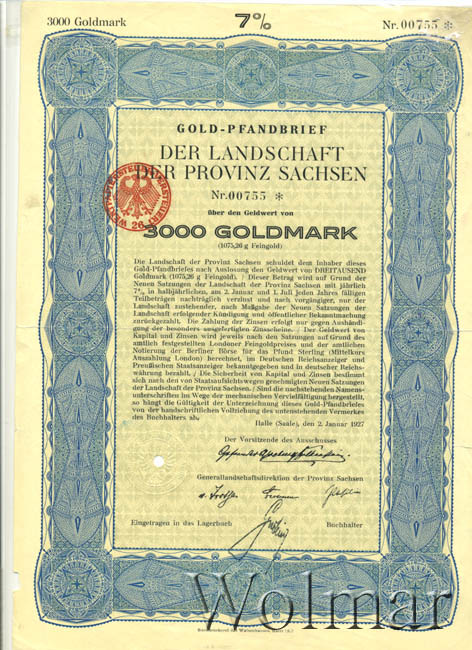 3000 Goldmark
7%
Nr.00755 *
GOLD-PFANDBRIEF
DER LANDSCHAFT
DER PROVINZ SACHSEN
Nr.00755 *
über den Geldwert von
3000 GOLDMARK
(1075,26 g Feingold)
Die Landschaft der Provinz Sachsen schuldet dem Inhaber dieses
Gold-Pfandbriefes nach Auslosung den Geldwert von DREITAUSEND
Goldmark (1075,26 g Feingold) / Dieser Betrag wird auf Grund der
Neuen Satzungen der Landschaft der Provinz Sachsen mit jährlich
7%, in halbjährlichen, am 2. Januar und 1. Juli jeden Jahres fälligen
Teilbeträgen nachträglich verzinst und nach vorgängiger, nur der
Landschaft zustehender, nach Maßgabe der Neuen Satzungen der
Landschaft erfolgender Kündigung und öffentlicher Bekanntmachung
zurückgezahlt. Die Zahlung der Zinsen erfolgt nur gegen Aushändi-
gung der besonders ausgefertigten Zinsscheine. / Der Geldwert von
Kapital und Zinsen wird jeweils nach den Satzungen auf Grund des
amtlich festgestellten Londoner Feingoldpreises und der amtlichen
Notierung der Berliner Börse für das Pfund Sterling (Mittelkurs
Auszahlung London) berechnet, im Deutschen Reichsanzeiger und
Preußischen Staatsanzeiger bekanntgegeben und in deutscher Reichs-
währung bezahlt. / Die Sicherheit von Kapital und Zinsen bestimmt
sich nach den von Staatsaufsichtswegen genehmigten Neuen Satzungen
der Landschaft der Provinz Sachsen. / Sind die nachstehenden Namens-
unterschriften im Wege der mechanischen Vervielfältigung hergestellt,
so hängt die Gültigkeit der Unterzeichnung dieses Gold-Pfandbriefes
von der handschriftlichen Vollziehung des untenstehenden Vermerkes
des Buchhalters ab.
Halle (Saale), den 2. Januar 1927
Der Vorsitzende des Ausschusses
Generallandschaftsdirektion der Provinz Sachsen
Eingetragen in das Lagerbuch
Buchhalter
Wolmar